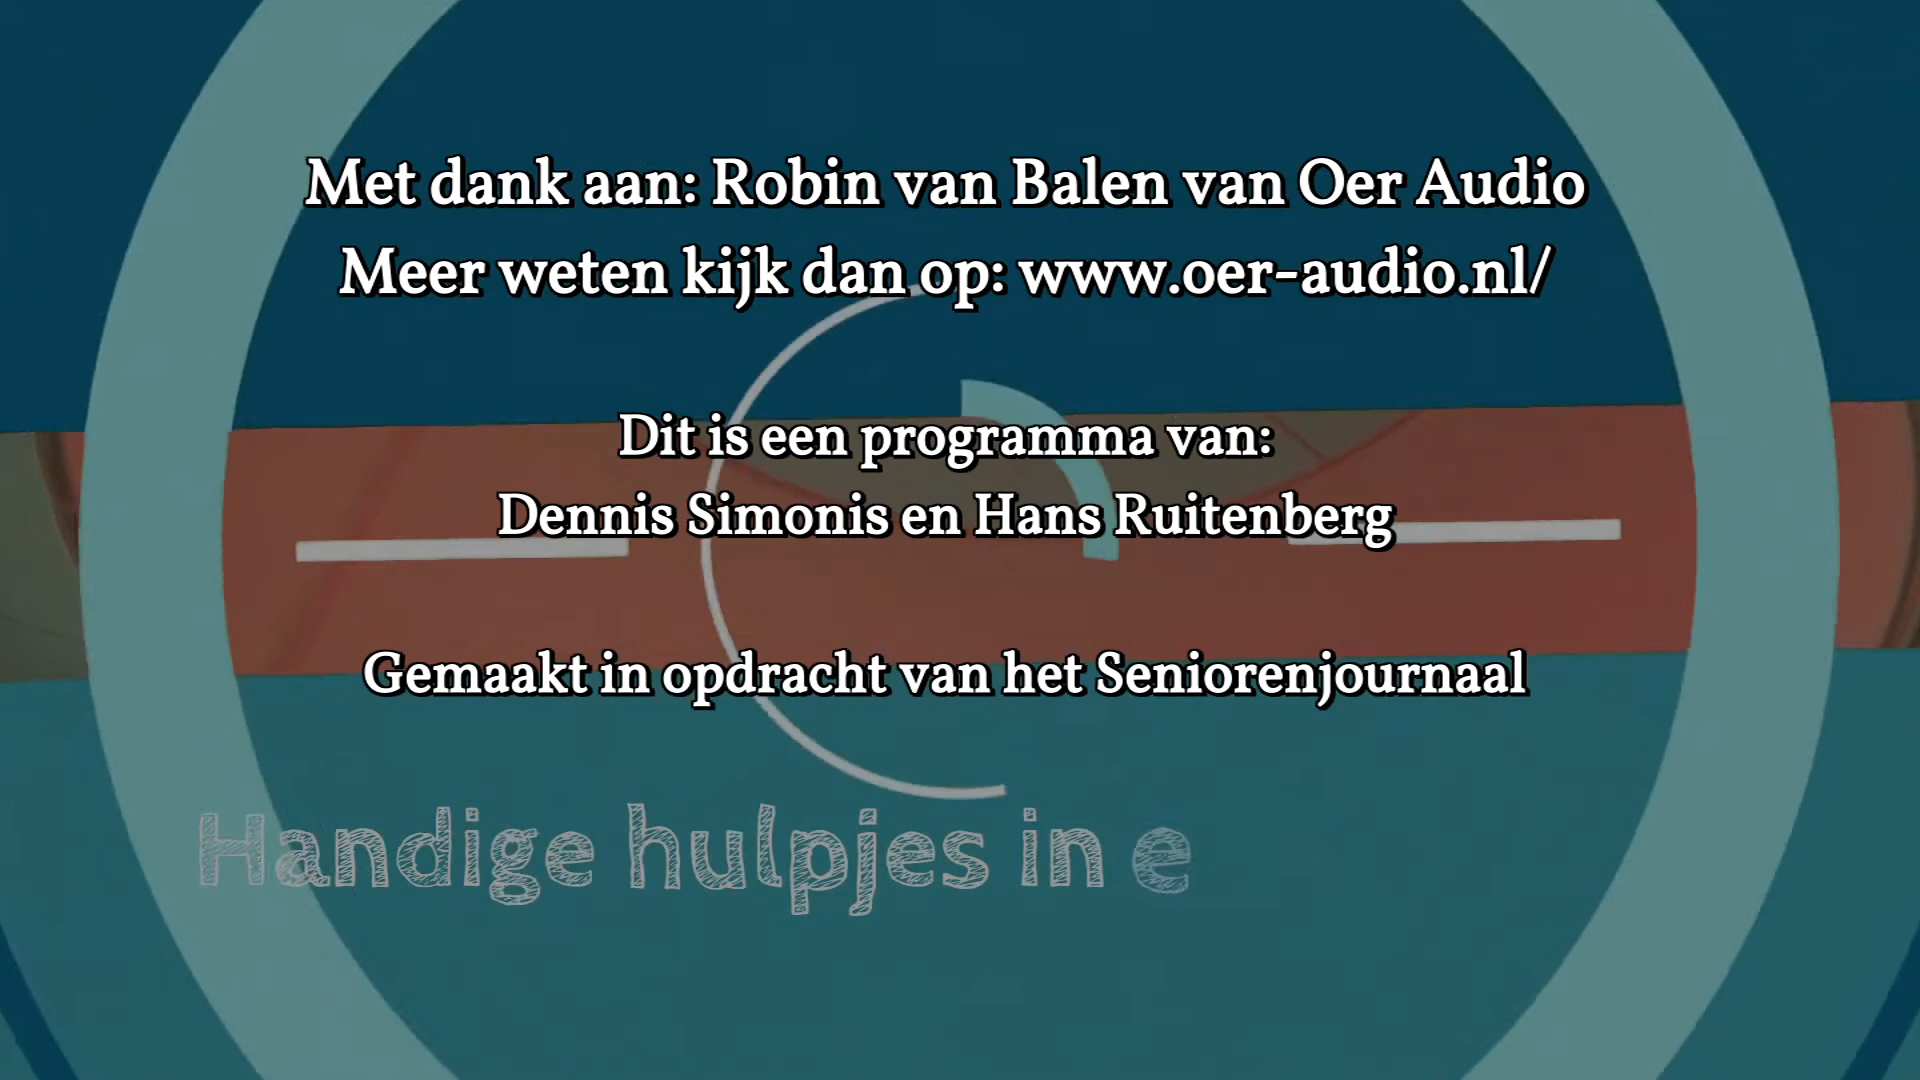 Met dank aan: Robin van Balen van Oer Audio
Meer weten kijk dan op: www.oer-audio.nl/
Dit is een programma van:
Dennis Simonis en Hans Ruitenberg
Gemaakt in opdracht van het Seniorenjournaal
Handige hulpjes in e